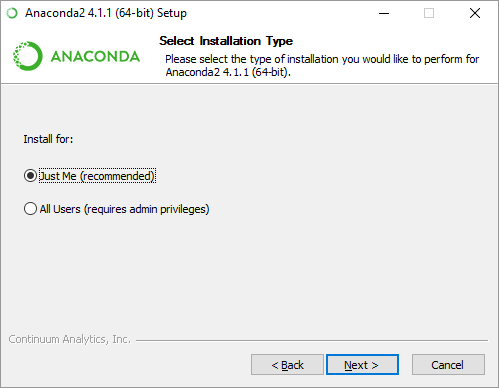 Anaconda2 4.1.1 (64-bit) Setup
ANACONDA
Select Installation Type
Please select the type of installation you would like to perform for
Anaconda2 4.1.1 (64-bit).
Install for:
Just Me (recommended)
All Users (requires admin privileges)
Continuum Analytics, Inc.
< Back
Next >
Cancel